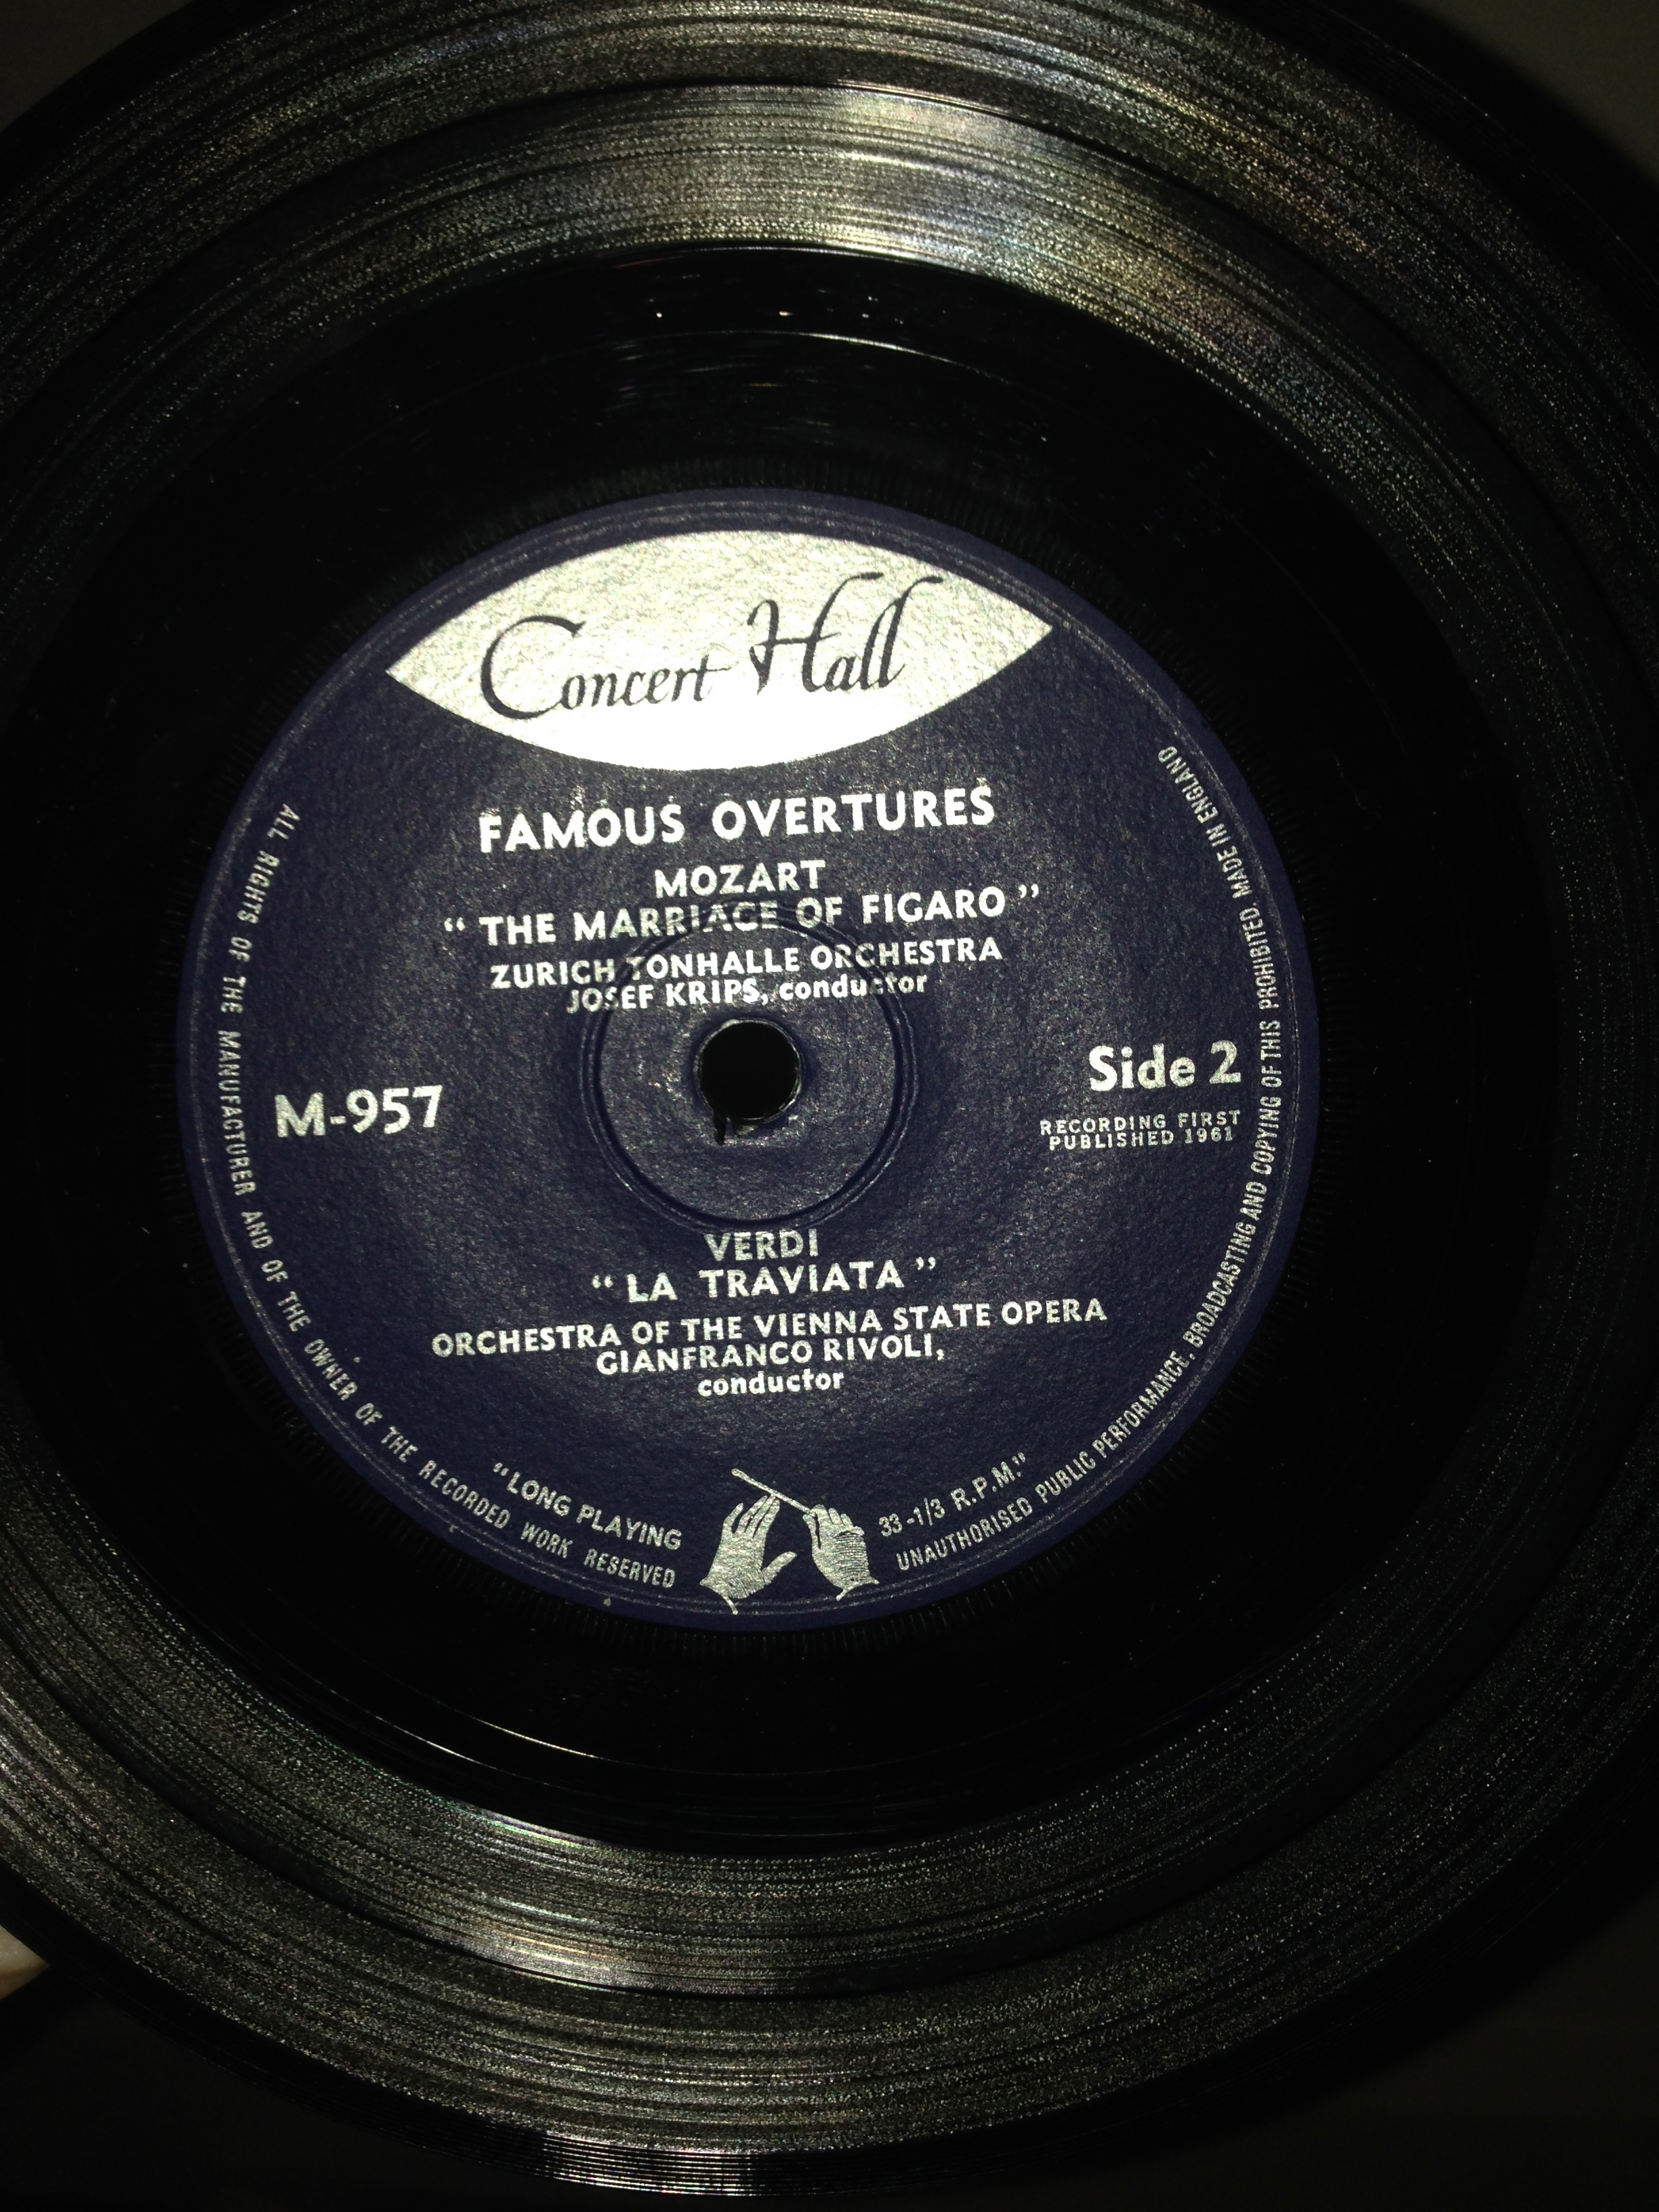 Concert Hall
FAMOUS OVERTURES
MOZART
“ THE MARRIAGE OF FIGARO ”
ZURICH TONHALLE ORCHESTRA
JOSEF KRIPS, conductor
M-957
Side 2
RECORDING FIRST
PUBLISHED 1961
VERDI
“ LA TRAVIATA ”
ORCHESTRA OF THE VIENNA STATE OPERA
GIANFRANCO RIVOLI,
conductor
“LONG PLAYING 33-1/3 R.P.M.”
ALL RIGHTS OF THE MANUFACTURER AND OF THE OWNER OF THE RECORDED WORK RESERVED
UNAUTHORISED PUBLIC PERFORMANCE, BROADCASTING AND COPYING OF THIS PROHIBITED. MADE IN ENGLAND